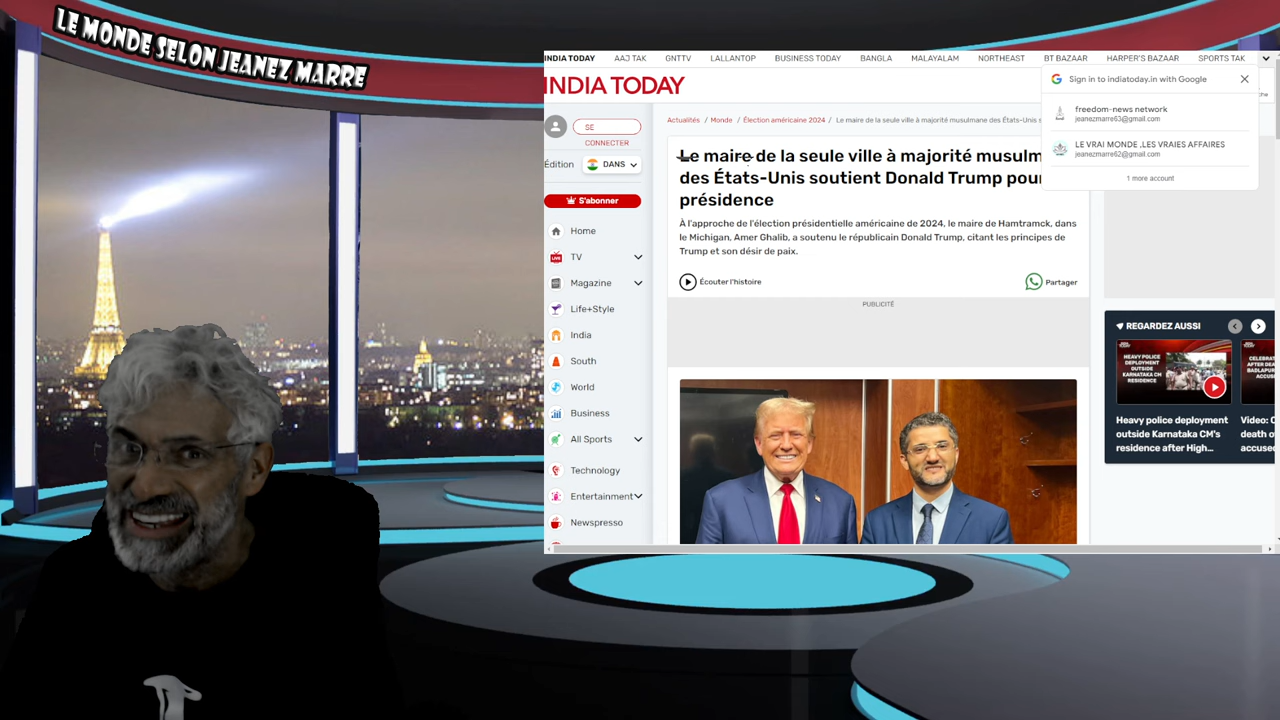 LE MONDE SELON JEANEZ MARRE
INDIA TODAY AAJ TAK GNTTV LALLANTOP BUSINESS TODAY BANGLA MALAYALAM NORTHEAST BT BAZAAR HARPER'S BAZAAR SPORTS TAK
INDIA TODAY
Sign in to indiatoday.in with Google
freedom-news network
jeanezmarre63@gmail.com
LE VRAI MONDE ,LES VRAIES AFFAIRES
jeanezmarre62@gmail.com
1 more account
SE
CONNECTER
Édition
DANS
S'abonner
Home
TV
Magazine
Life+Style
India
South
World
Business
All Sports
Technology
Entertainment
Newspresso
Actualités / Monde / Élection américaine 2024 / Le maire de la seule ville à majorité musulmane des États-Unis s
Le maire de la seule ville à majorité musulm
des États-Unis soutient Donald Trump pour
présidence
À l'approche de l'élection présidentielle américaine de 2024, le maire de Hamtramck, dans
le Michigan, Amer Ghalib, a soutenu le républicain Donald Trump, citant les principes de
Trump et son désir de paix.
Écouter l'histoire
Partager
PUBLICITÉ
REGARDEZ AUSSI
HEAVY POLICE
DEPLOYMENT
OUTSIDE
KARNATAKA CM'S
RESIDENCE
CELEBRAT
AFTER DEA
BADLAPUR
ACCUSED
Heavy police deployment
outside Karnataka CM's
residence after High...
Video: C
death o
accused